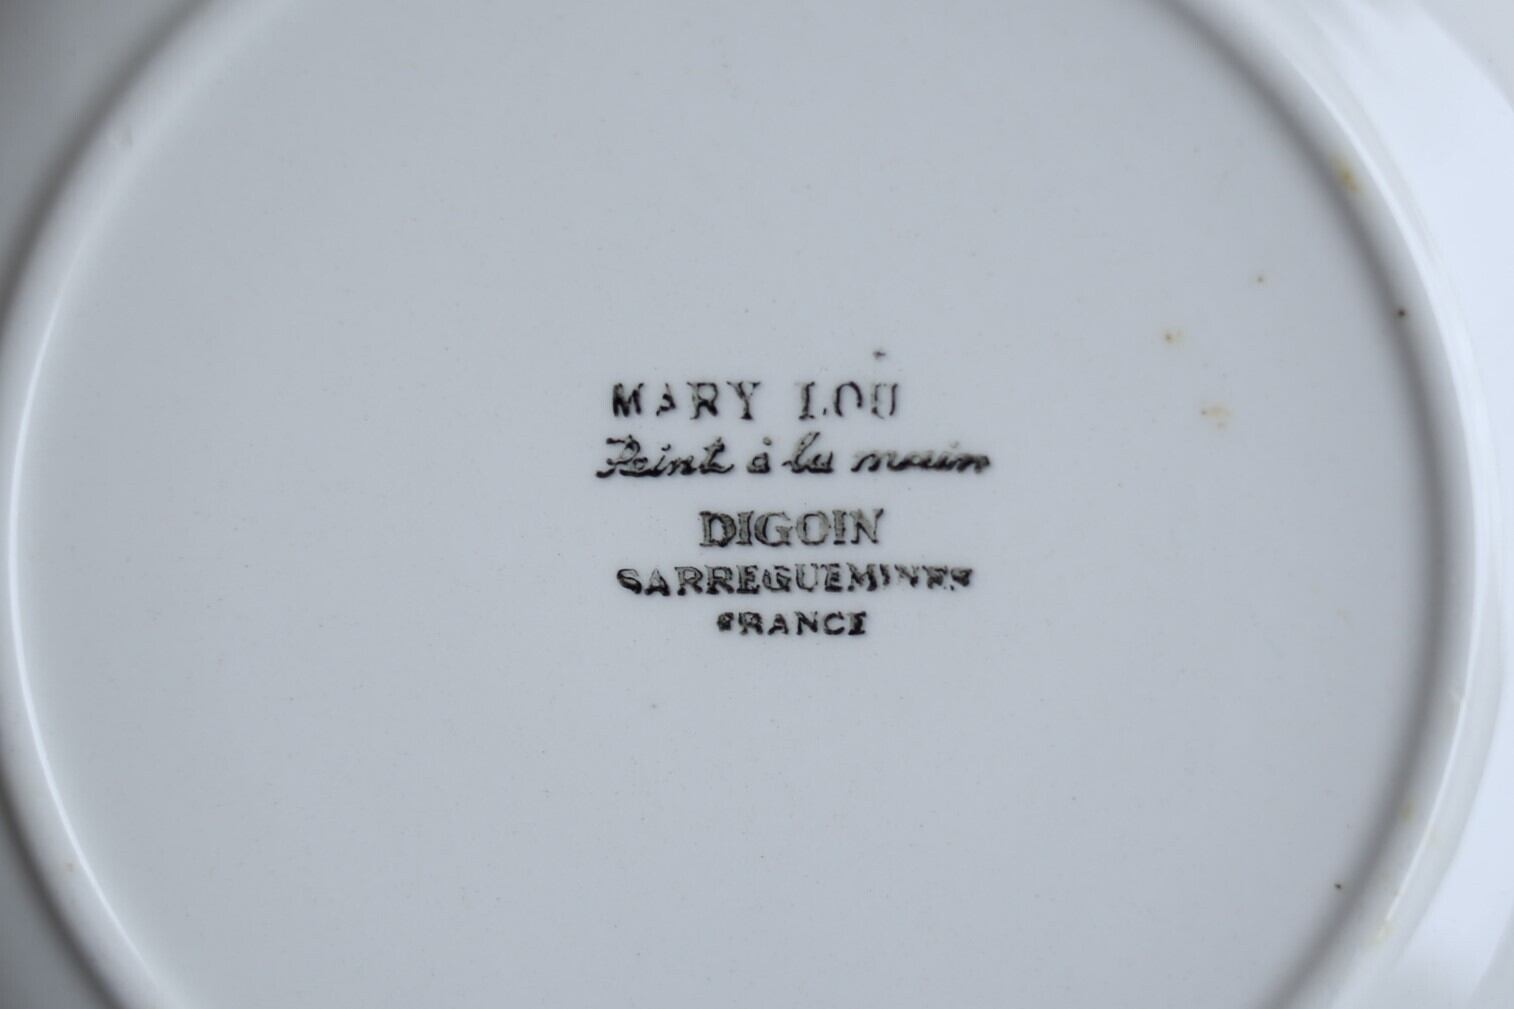 MARY LOU
Peint à la main
DIGOIN
SARREGUEMINES
FRANCE